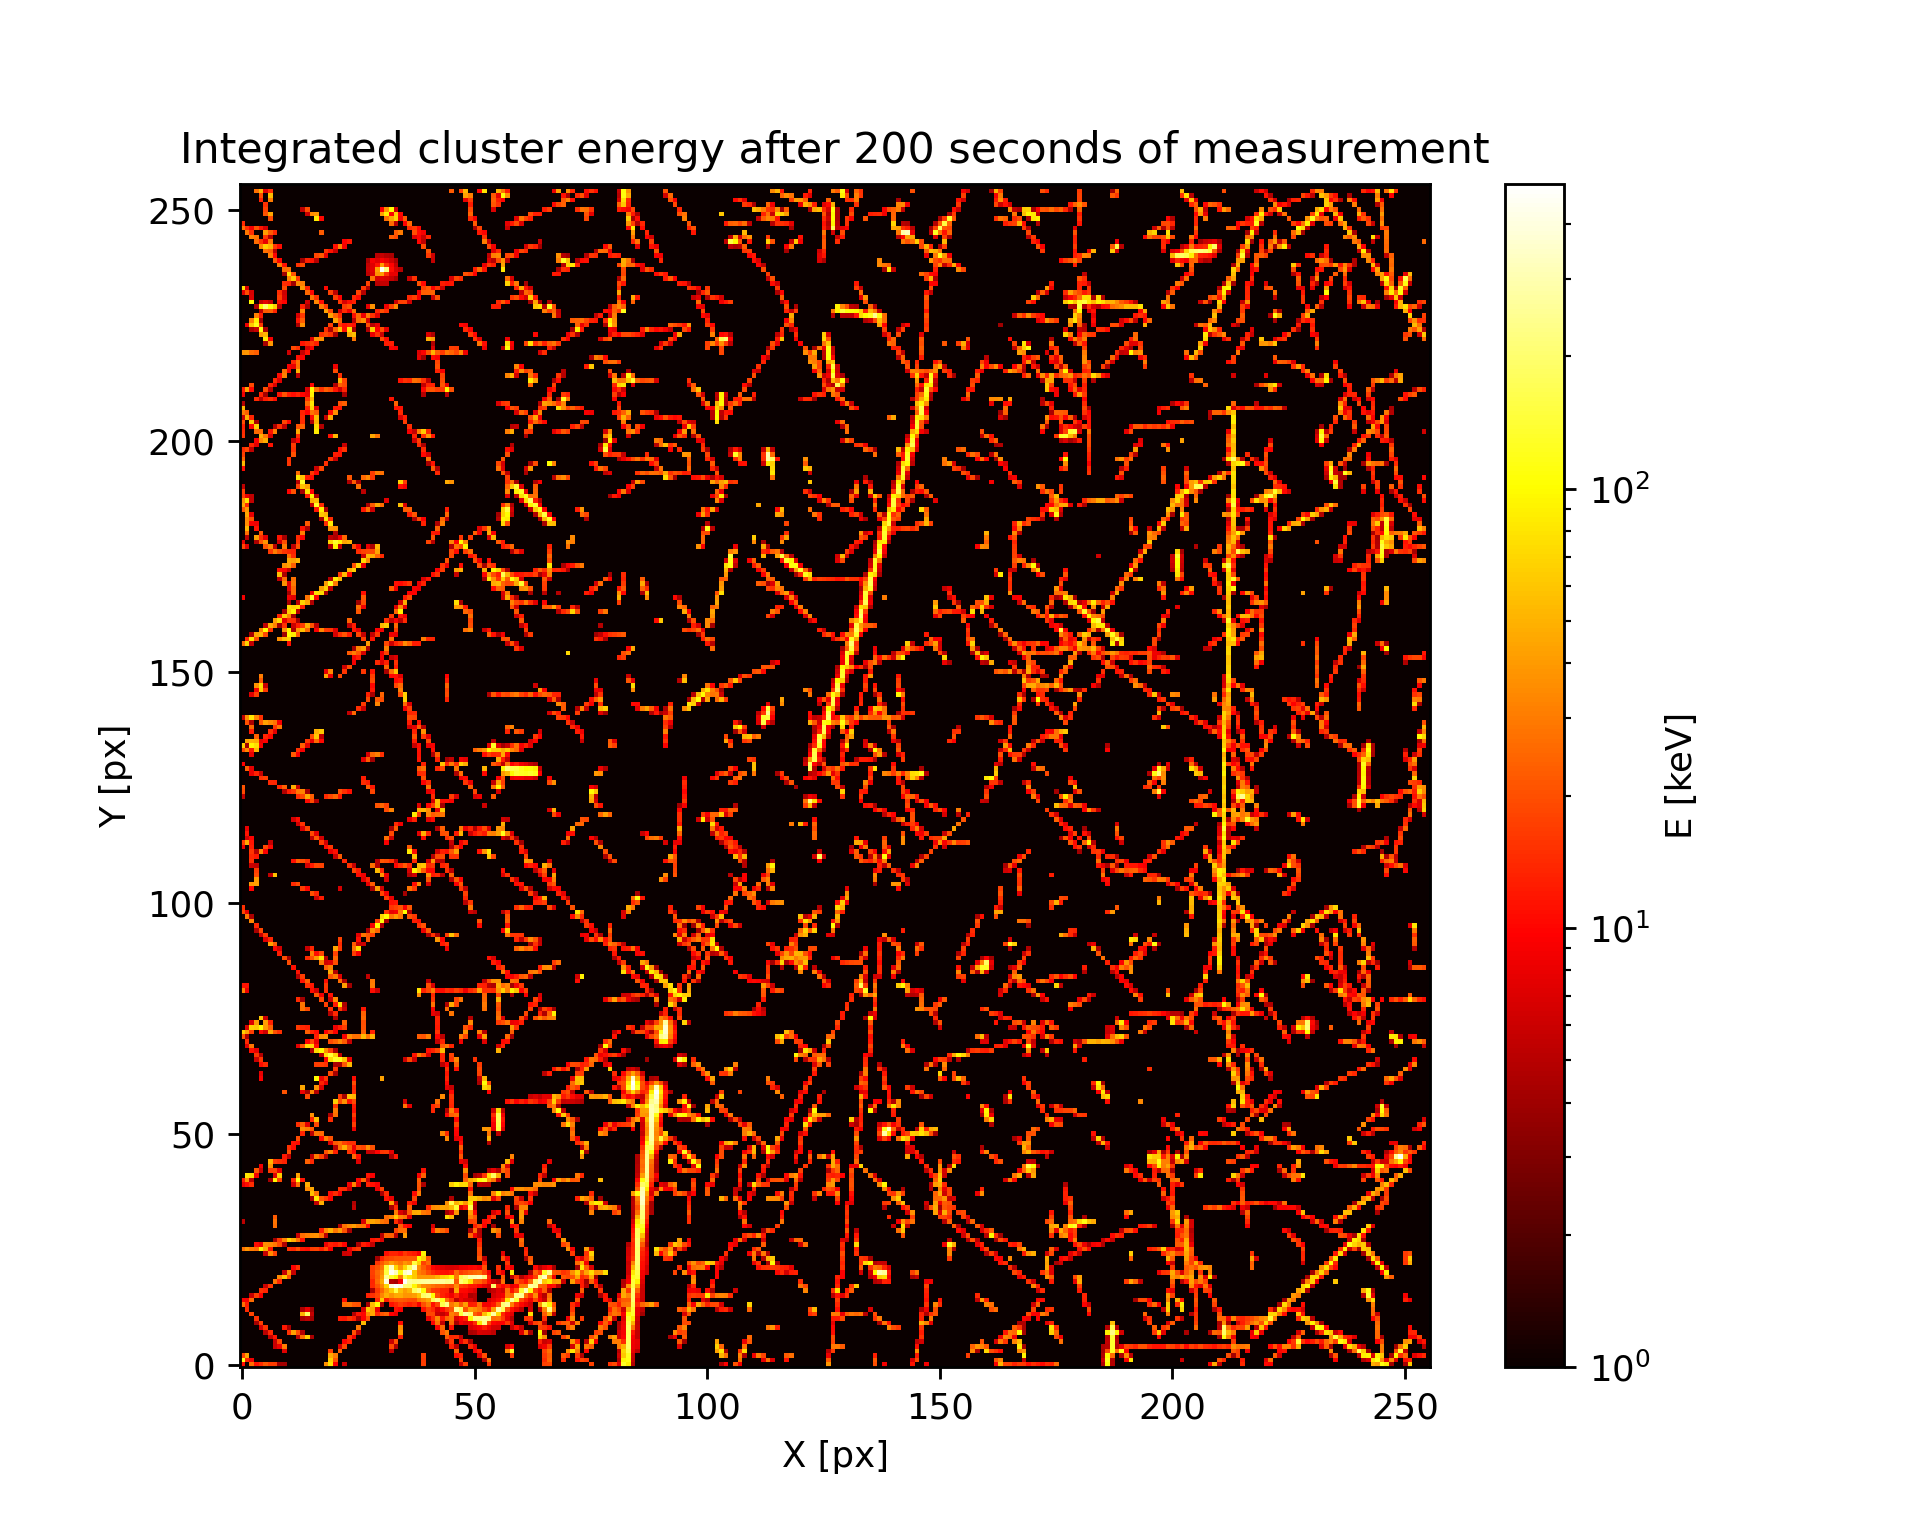 Integrated cluster energy after 200 seconds of measurement
250
200
150
100
50
0
Y [px]
0 50 100 150 200 250
X [px]
10²
10¹
10⁰
E [keV]